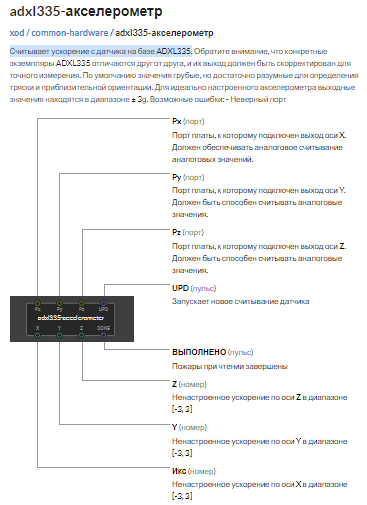 adxl335-акселерометр
xod / common-hardware / adxl335-акселерометр
Считывает ускорение с датчика на базе ADXL335. Обратите внимание, что конкретные
экземпляры ADXL335 отличаются друг от друга, и их выход должен быть скорректирован для
точного измерения. По умолчанию значения грубые, но достаточно разумные для определения
тряски и приблизительной ориентации. Для идеально настроенного акселерометра выходные
значения находятся в диапазоне ± 3g. Возможные ошибки: - Неверный порт
Px (порт)
Порт платы, к которому подключен выход оси X.
Должен обеспечивать аналоговое считывание
аналоговых значений.
Py (порт)
Порт платы, к которому подключен выход оси Y.
Должен быть способен считывать аналоговые
значения.
Pz (порт)
Порт платы, к которому подключен выход оси Z.
Должен быть способен считывать аналоговые
значения.
UPD (пульс)
Запускает новое считывание датчика
Px Py Pz UPD
adxl335-accelerometer
X Y Z DONE
ВЫПОЛНЕНО (пульс)
Пожары при чтении завершены
Z (номер)
Ненастроенное ускорение по оси Z в диапазоне
[-3, 3]
Y (номер)
Ненастроенное ускорение по оси Y в диапазоне
[-3, 3]
Икс (номер)
Ненастроенное ускорение по оси X в диапазоне
[-3, 3]